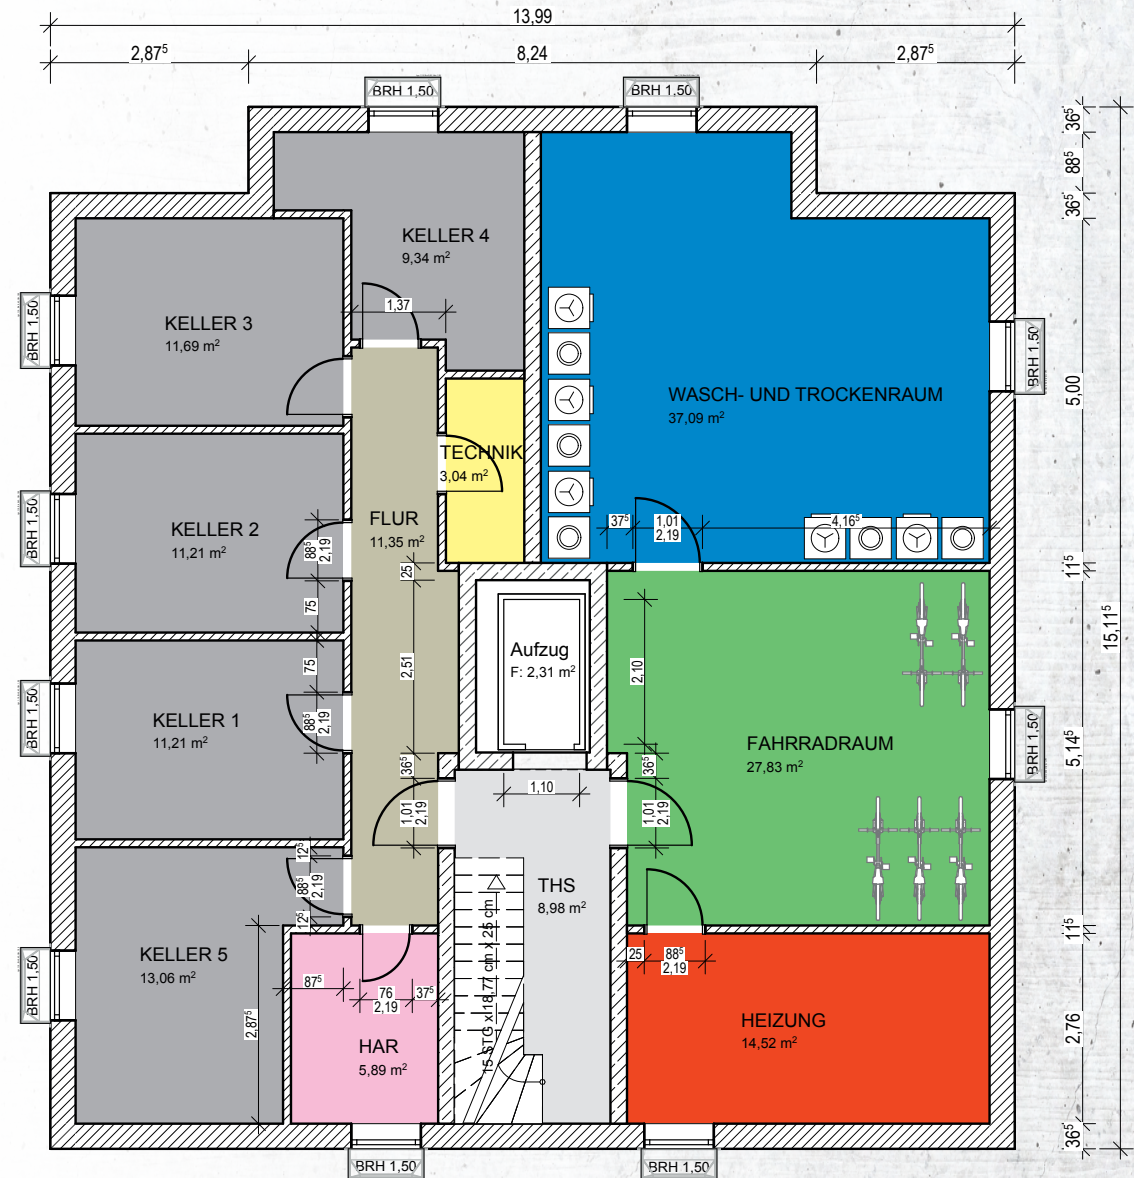 13,99
2,87⁵
8,24
2,87⁵
BRH 1,50
BRH 1,50
36⁵
88⁵
36⁵
KELLER 4
9,34 m²
1,37
KELLER 3
11,69 m²
BRH 1,50
BRH 1,50
WASCH- UND TROCKENRAUM
37,09 m²
5,00
TECHNIK
3,04 m²
KELLER 2
11,21 m²
BRH 1,50
FLUR
11,35 m²
88⁵
2,19
75
25
37⁵
1,01
2,19
4,16⁵
11⁵
15,11⁵
Aufzug
F: 2,31 m²
2,51
2,10
75
88⁵
2,19
KELLER 1
11,21 m²
BRH 1,50
FAHRRADRAUM
27,83 m²
BRH 1,50
5,14⁵
36⁵
36⁵
1,10
1,01
2,19
1,01
2,19
12⁵
88⁵
2,19
12⁵
THS
8,98 m²
15 STG x 18,77 cm x 25 cm
KELLER 5
13,06 m²
BRH 1,50
2,87⁵
87⁵
76
2,19
37⁵
25
88⁵
2,19
11⁵
HEIZUNG
14,52 m²
2,76
HAR
5,89 m²
36⁵
BRH 1,50
BRH 1,50